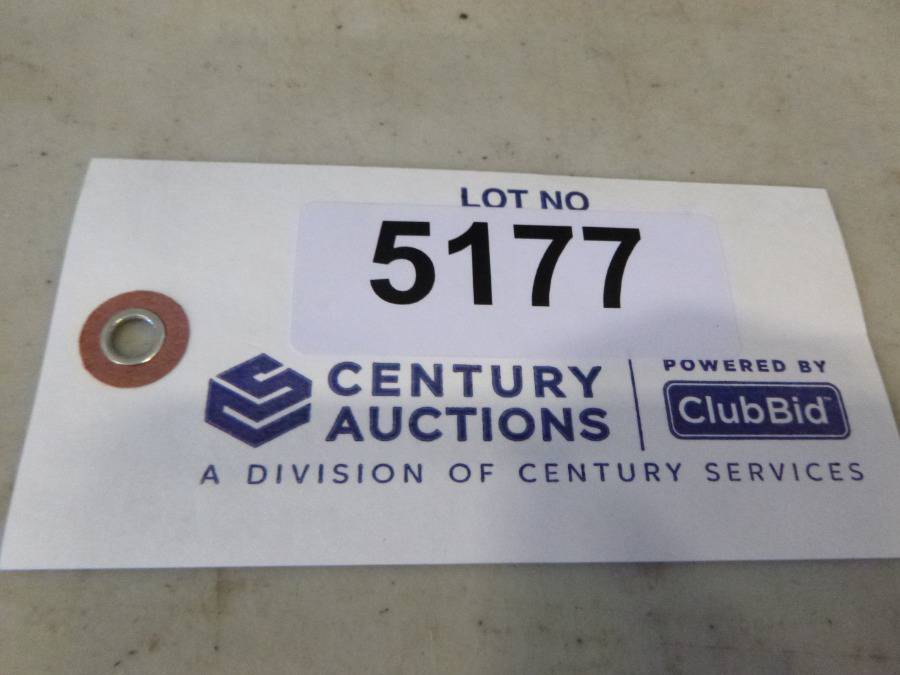 LOT NO
5177
CENTURY
AUCTIONS
POWERED BY
ClubBid™
A DIVISION OF CENTURY SERVICES